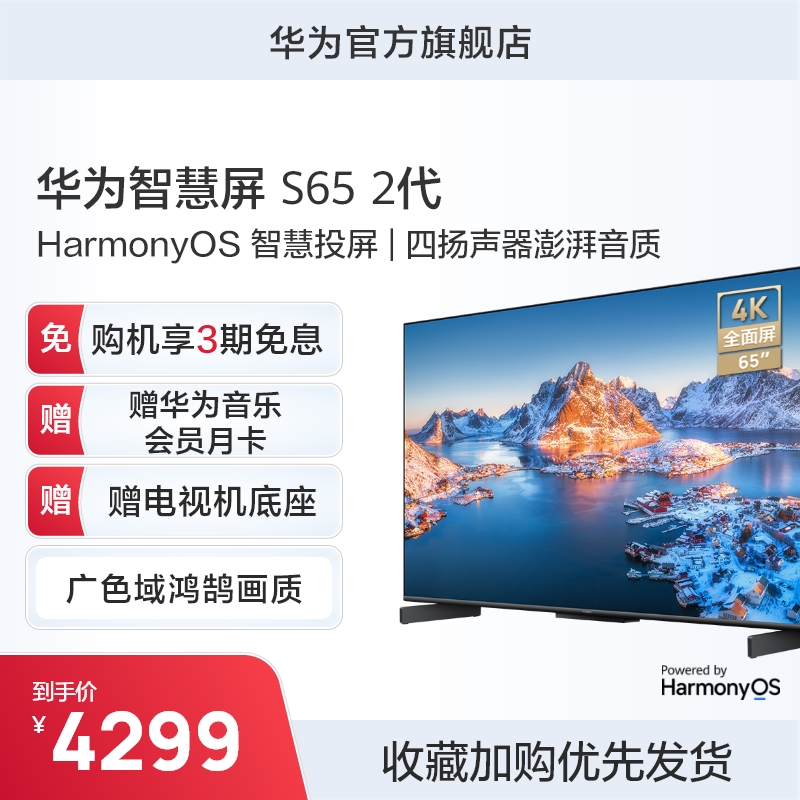 华为官方旗舰店
华为智慧屏 S65 2代
HarmonyOS 智慧投屏 | 四扬声器澎湃音质
免 购机享3期免息
赠 赠华为音乐
会员月卡
赠 赠电视机底座
广色域鸿鹄画质
4K
全面屏
65”
Powered by
HarmonyOS
到手价
¥4299
收藏加购优先发货